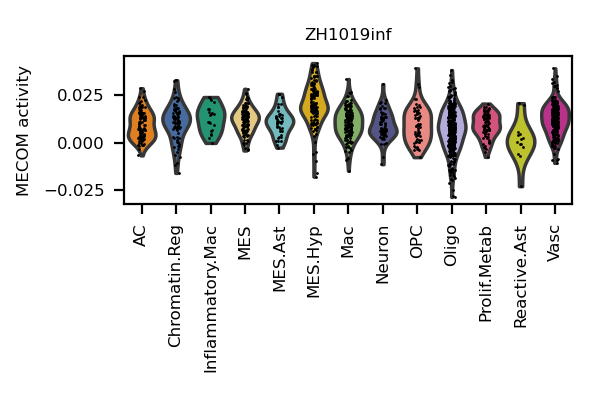 ZH1019inf
MECOM activity
0.025
0.000
−0.025
AC
Chromatin.Reg
Inflammatory.Mac
MES
MES.Ast
MES.Hyp
Mac
Neuron
OPC
Oligo
Prolif.Metab
Reactive.Ast
Vasc